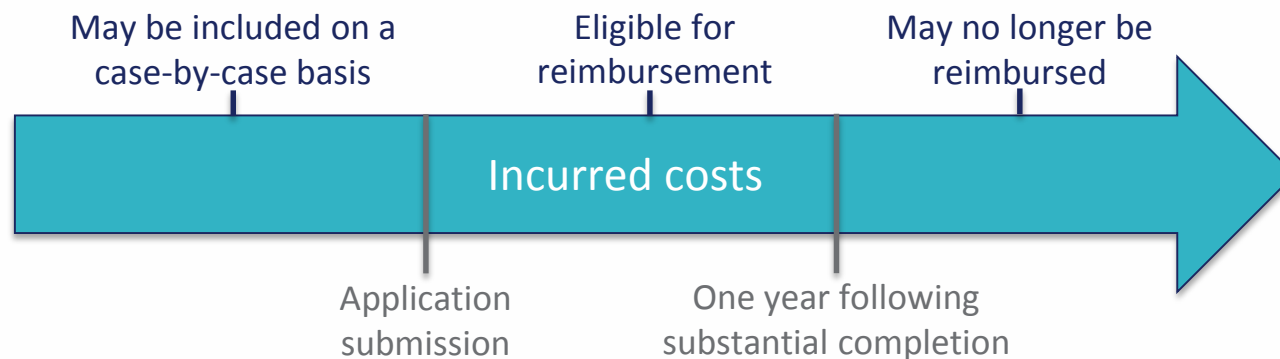 May be included on a
case-by-case basis
Eligible for
reimbursement
May no longer be
reimbursed
Incurred costs
Application
submission
One year following
substantial completion